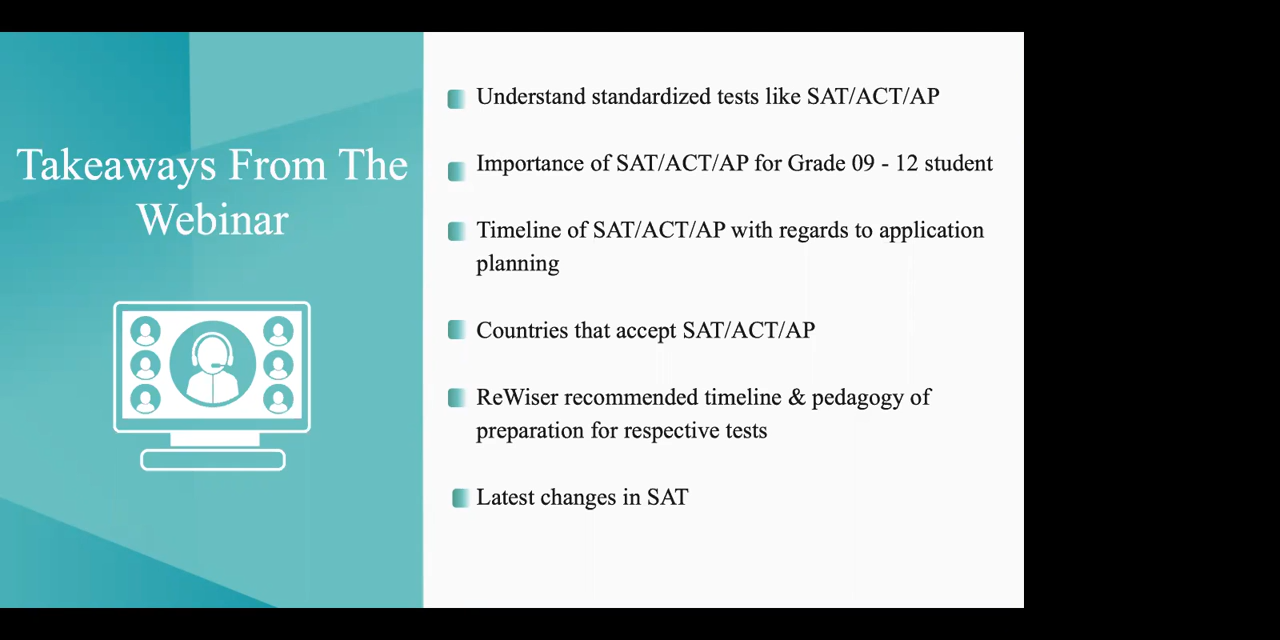 Takeaways From The
Webinar
Understand standardized tests like SAT/ACT/AP
Importance of SAT/ACT/AP for Grade 09 - 12 student
Timeline of SAT/ACT/AP with regards to application
planning
Countries that accept SAT/ACT/AP
ReWiser recommended timeline & pedagogy of
preparation for respective tests
Latest changes in SAT